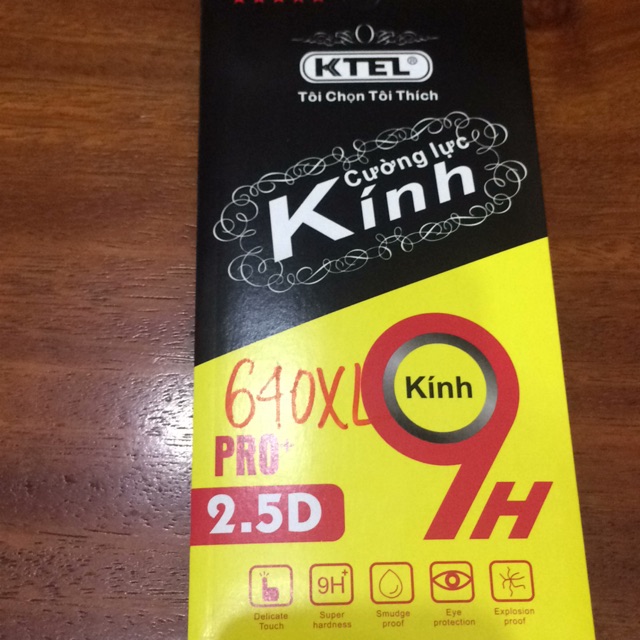 KTEL®
Tôi Chọn Tôi Thích
Cường lực
Kính
640XL
Kính
9H
PRO+
2.5D
9H+
Delicate Touch
Super hardness
Smudge proof
Eye protection
Explosion proof